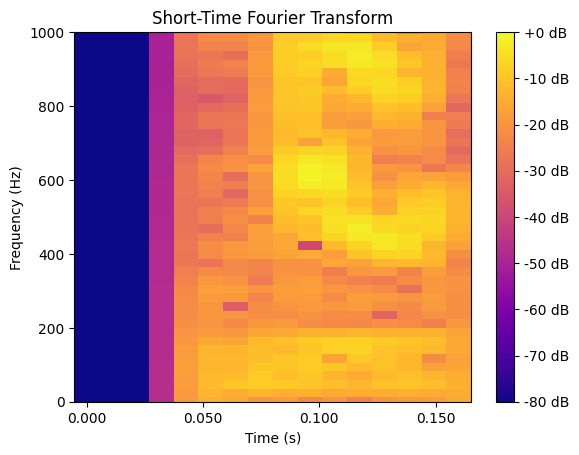 Short-Time Fourier Transform
1000
800
600
400
200
0
Frequency (Hz)
0.000
0.050
0.100
0.150
Time (s)
+0 dB
-10 dB
-20 dB
-30 dB
-40 dB
-50 dB
-60 dB
-70 dB
-80 dB